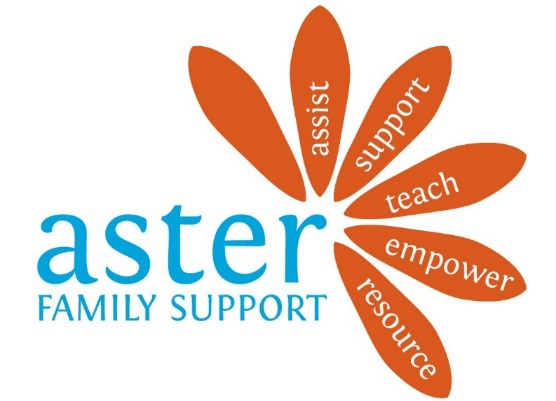 assist
support
teach
empower
resource
aster
FAMILY SUPPORT